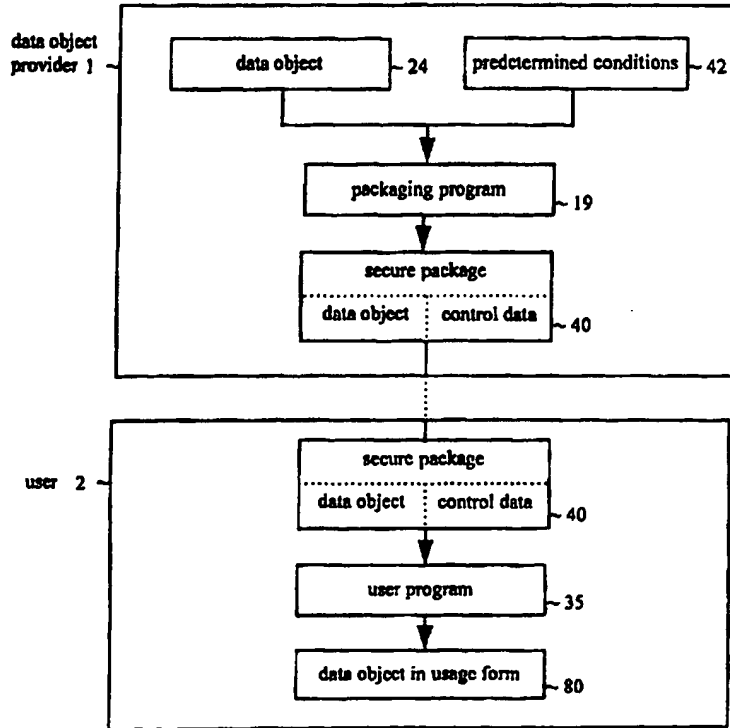 data object
provider 1
data object
~ 24
predetermined conditions
~ 42
packaging program
~ 19
secure package
data object
control data
~ 40
user 2
secure package
data object
control data
~ 40
user program
~ 35
data object in usage form
~ 80